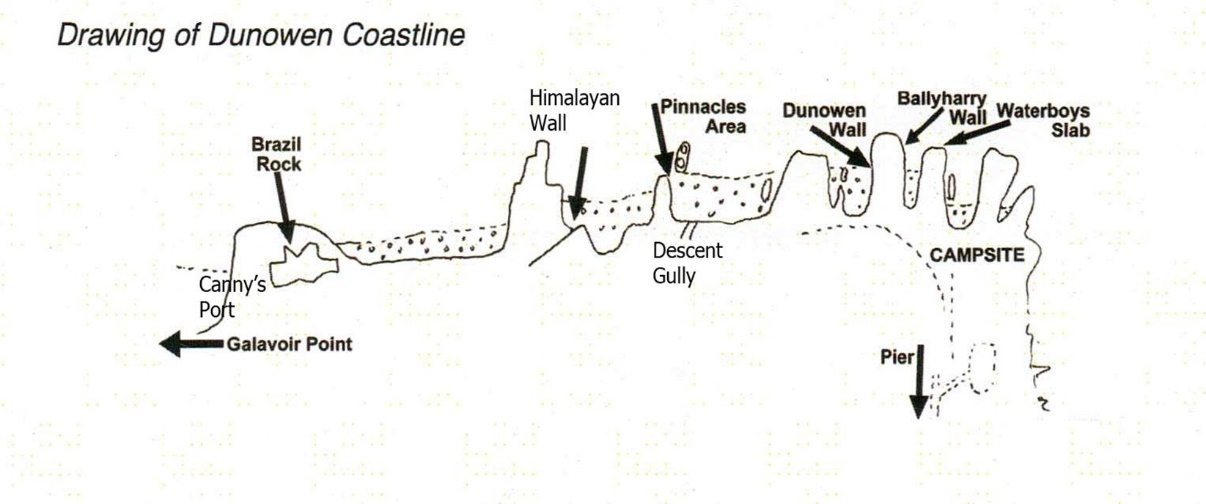 Drawing of Dunowen Coastline
Himalayan
Wall
Pinnacles
Area
Dunowen
Wall
Ballyharry
Wall
Waterboys
Slab
Brazil
Rock
Descent
Gully
CAMPSITE
Canny's
Port
Galavoir Point
Pier